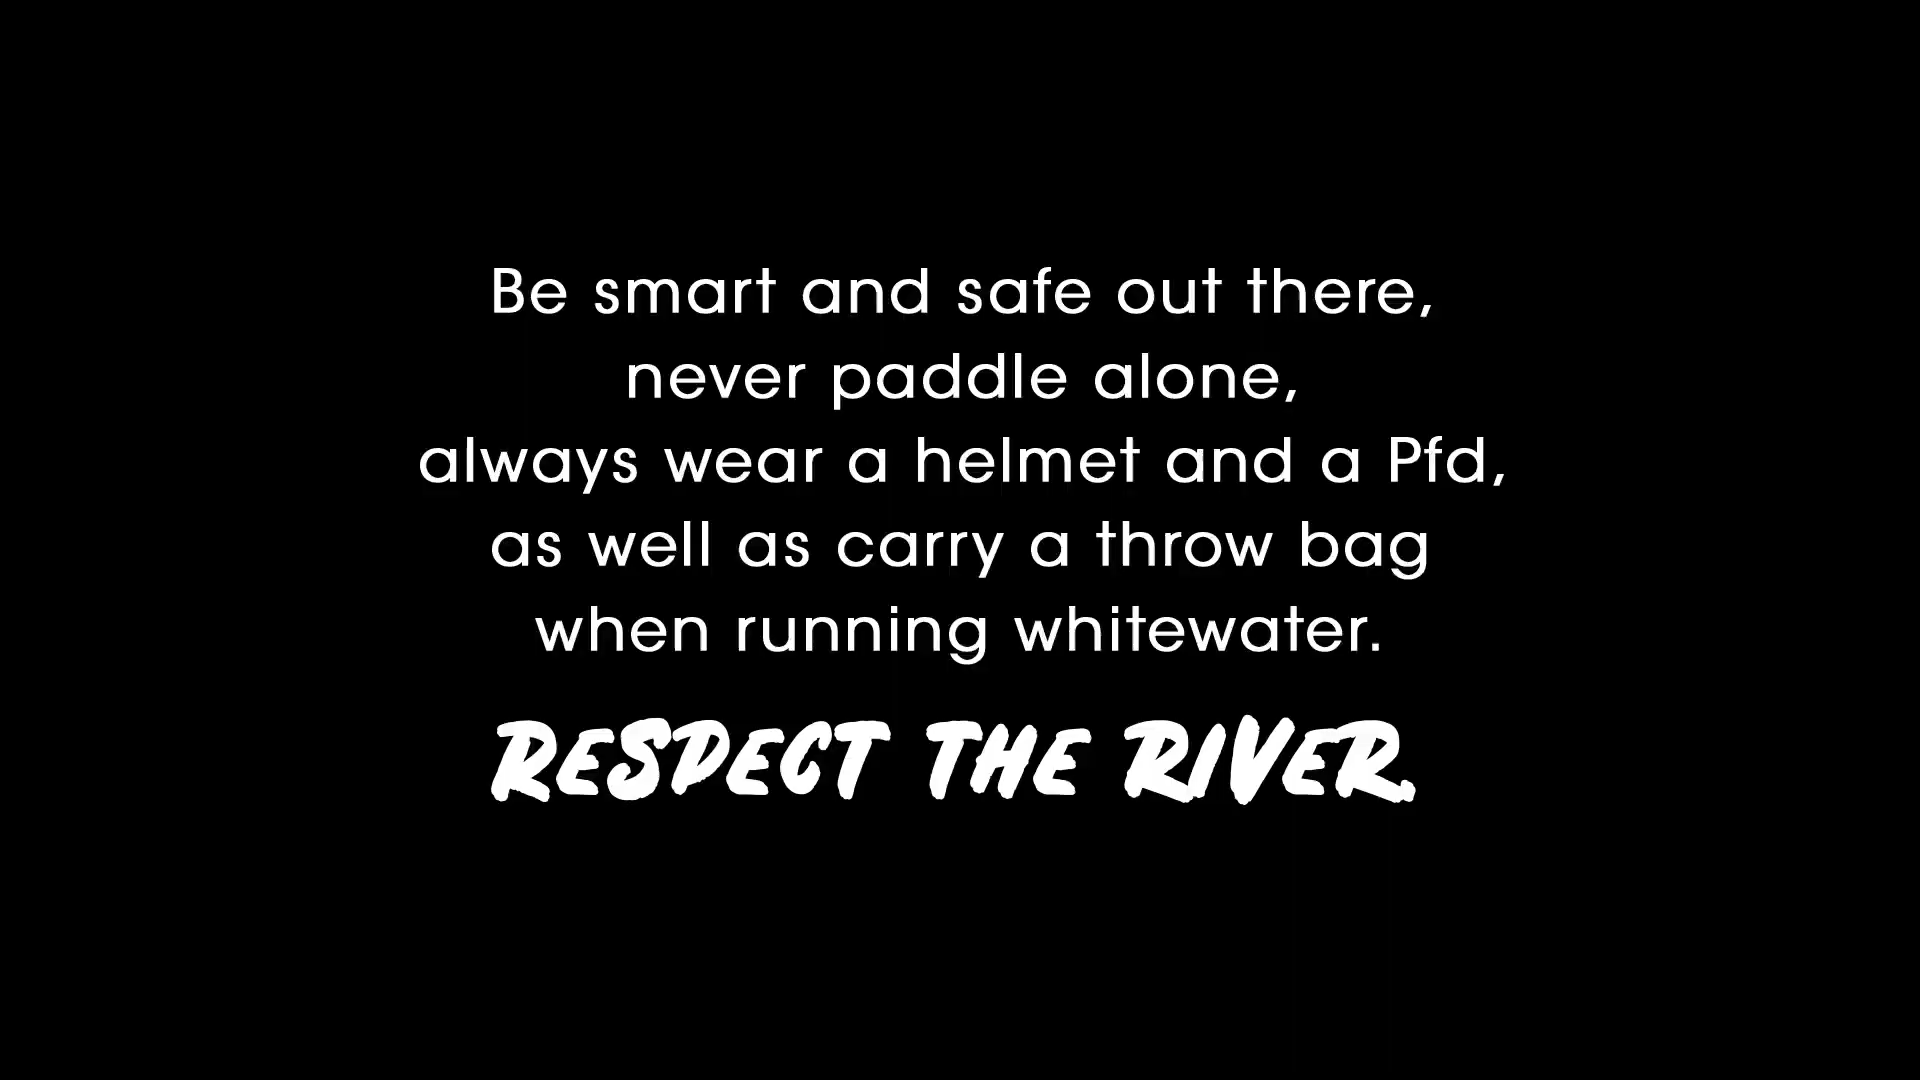 Be smart and safe out there,
never paddle alone,
always wear a helmet and a Pfd,
as well as carry a throw bag
when running whitewater.
RESPECT THE RIVER.